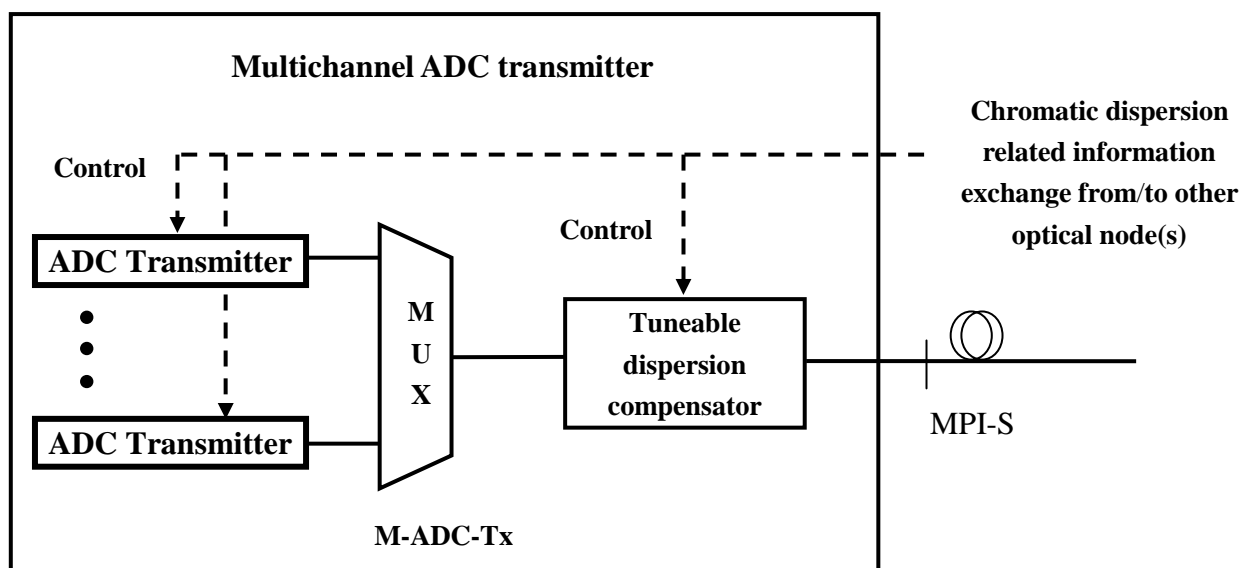 Multichannel ADC transmitter
Chromatic dispersion
related information
exchange from/to other
optical node(s)
Control
Control
ADC Transmitter
M
U
X
Tuneable
dispersion
compensator
ADC Transmitter
MPI-S
M-ADC-Tx